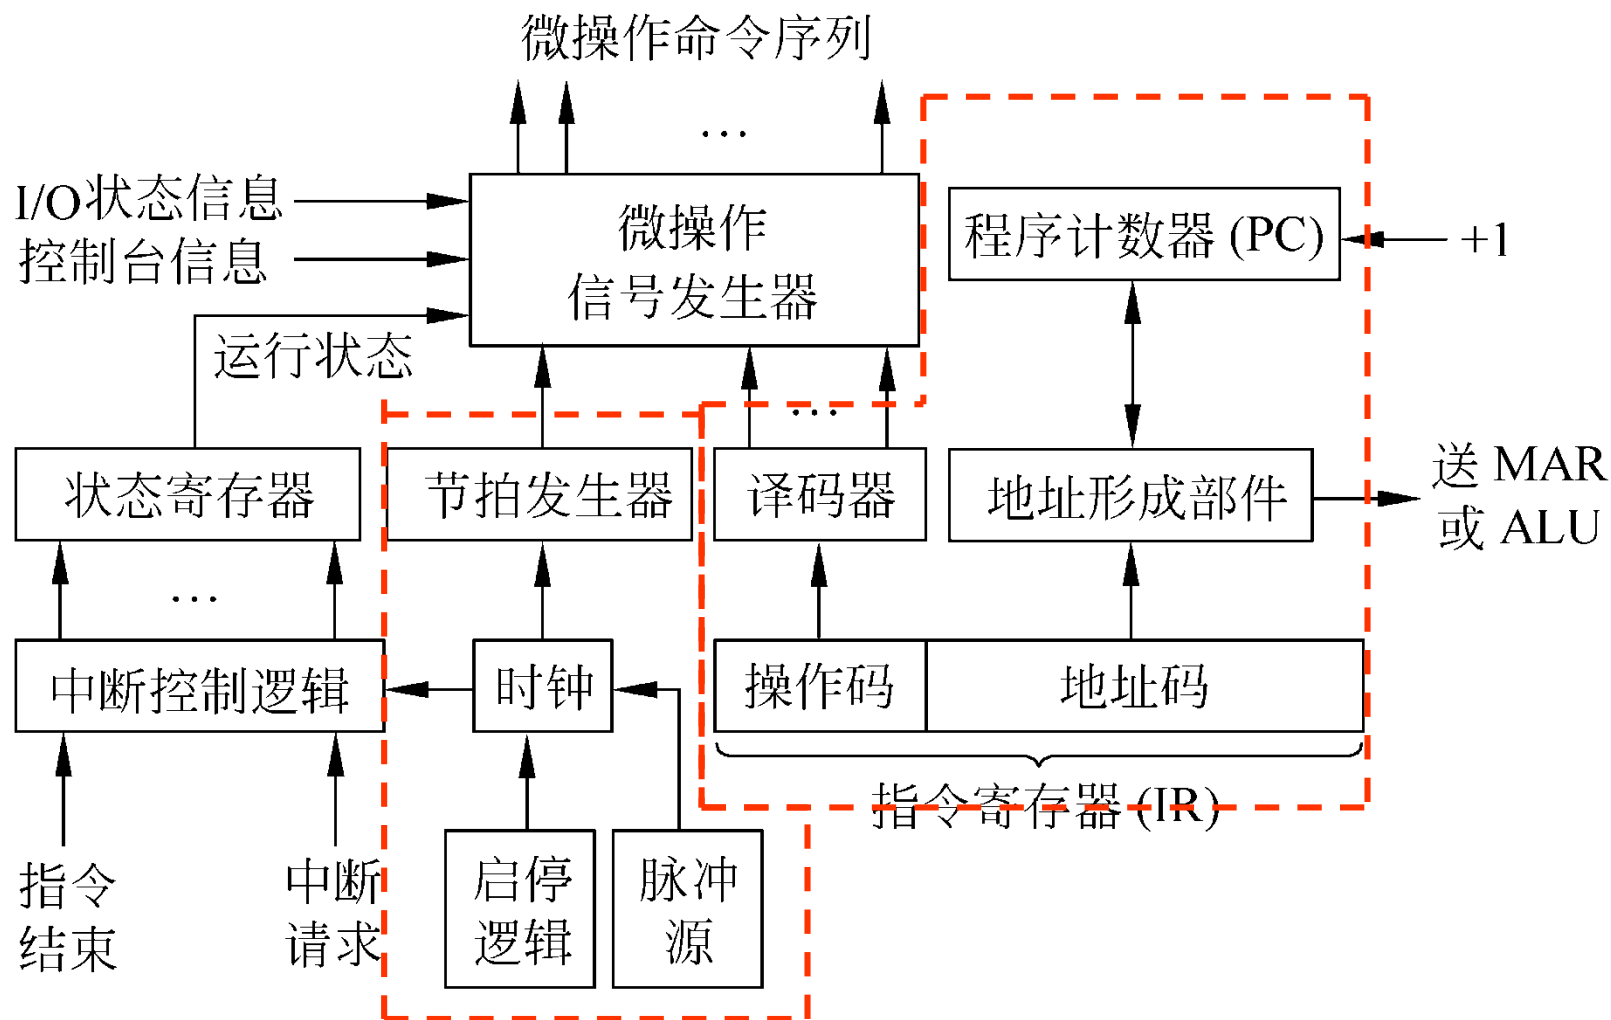 微操作命令序列
…
I/O状态信息
控制台信息
微操作
信号发生器
程序计数器 (PC)
+1
运行状态
…
状态寄存器
节拍发生器
译码器
地址形成部件
送 MAR
或 ALU
…
中断控制逻辑
时钟
操作码
地址码
指令寄存器 (IR)
指令
结束
中断
请求
启停
逻辑
脉冲
源